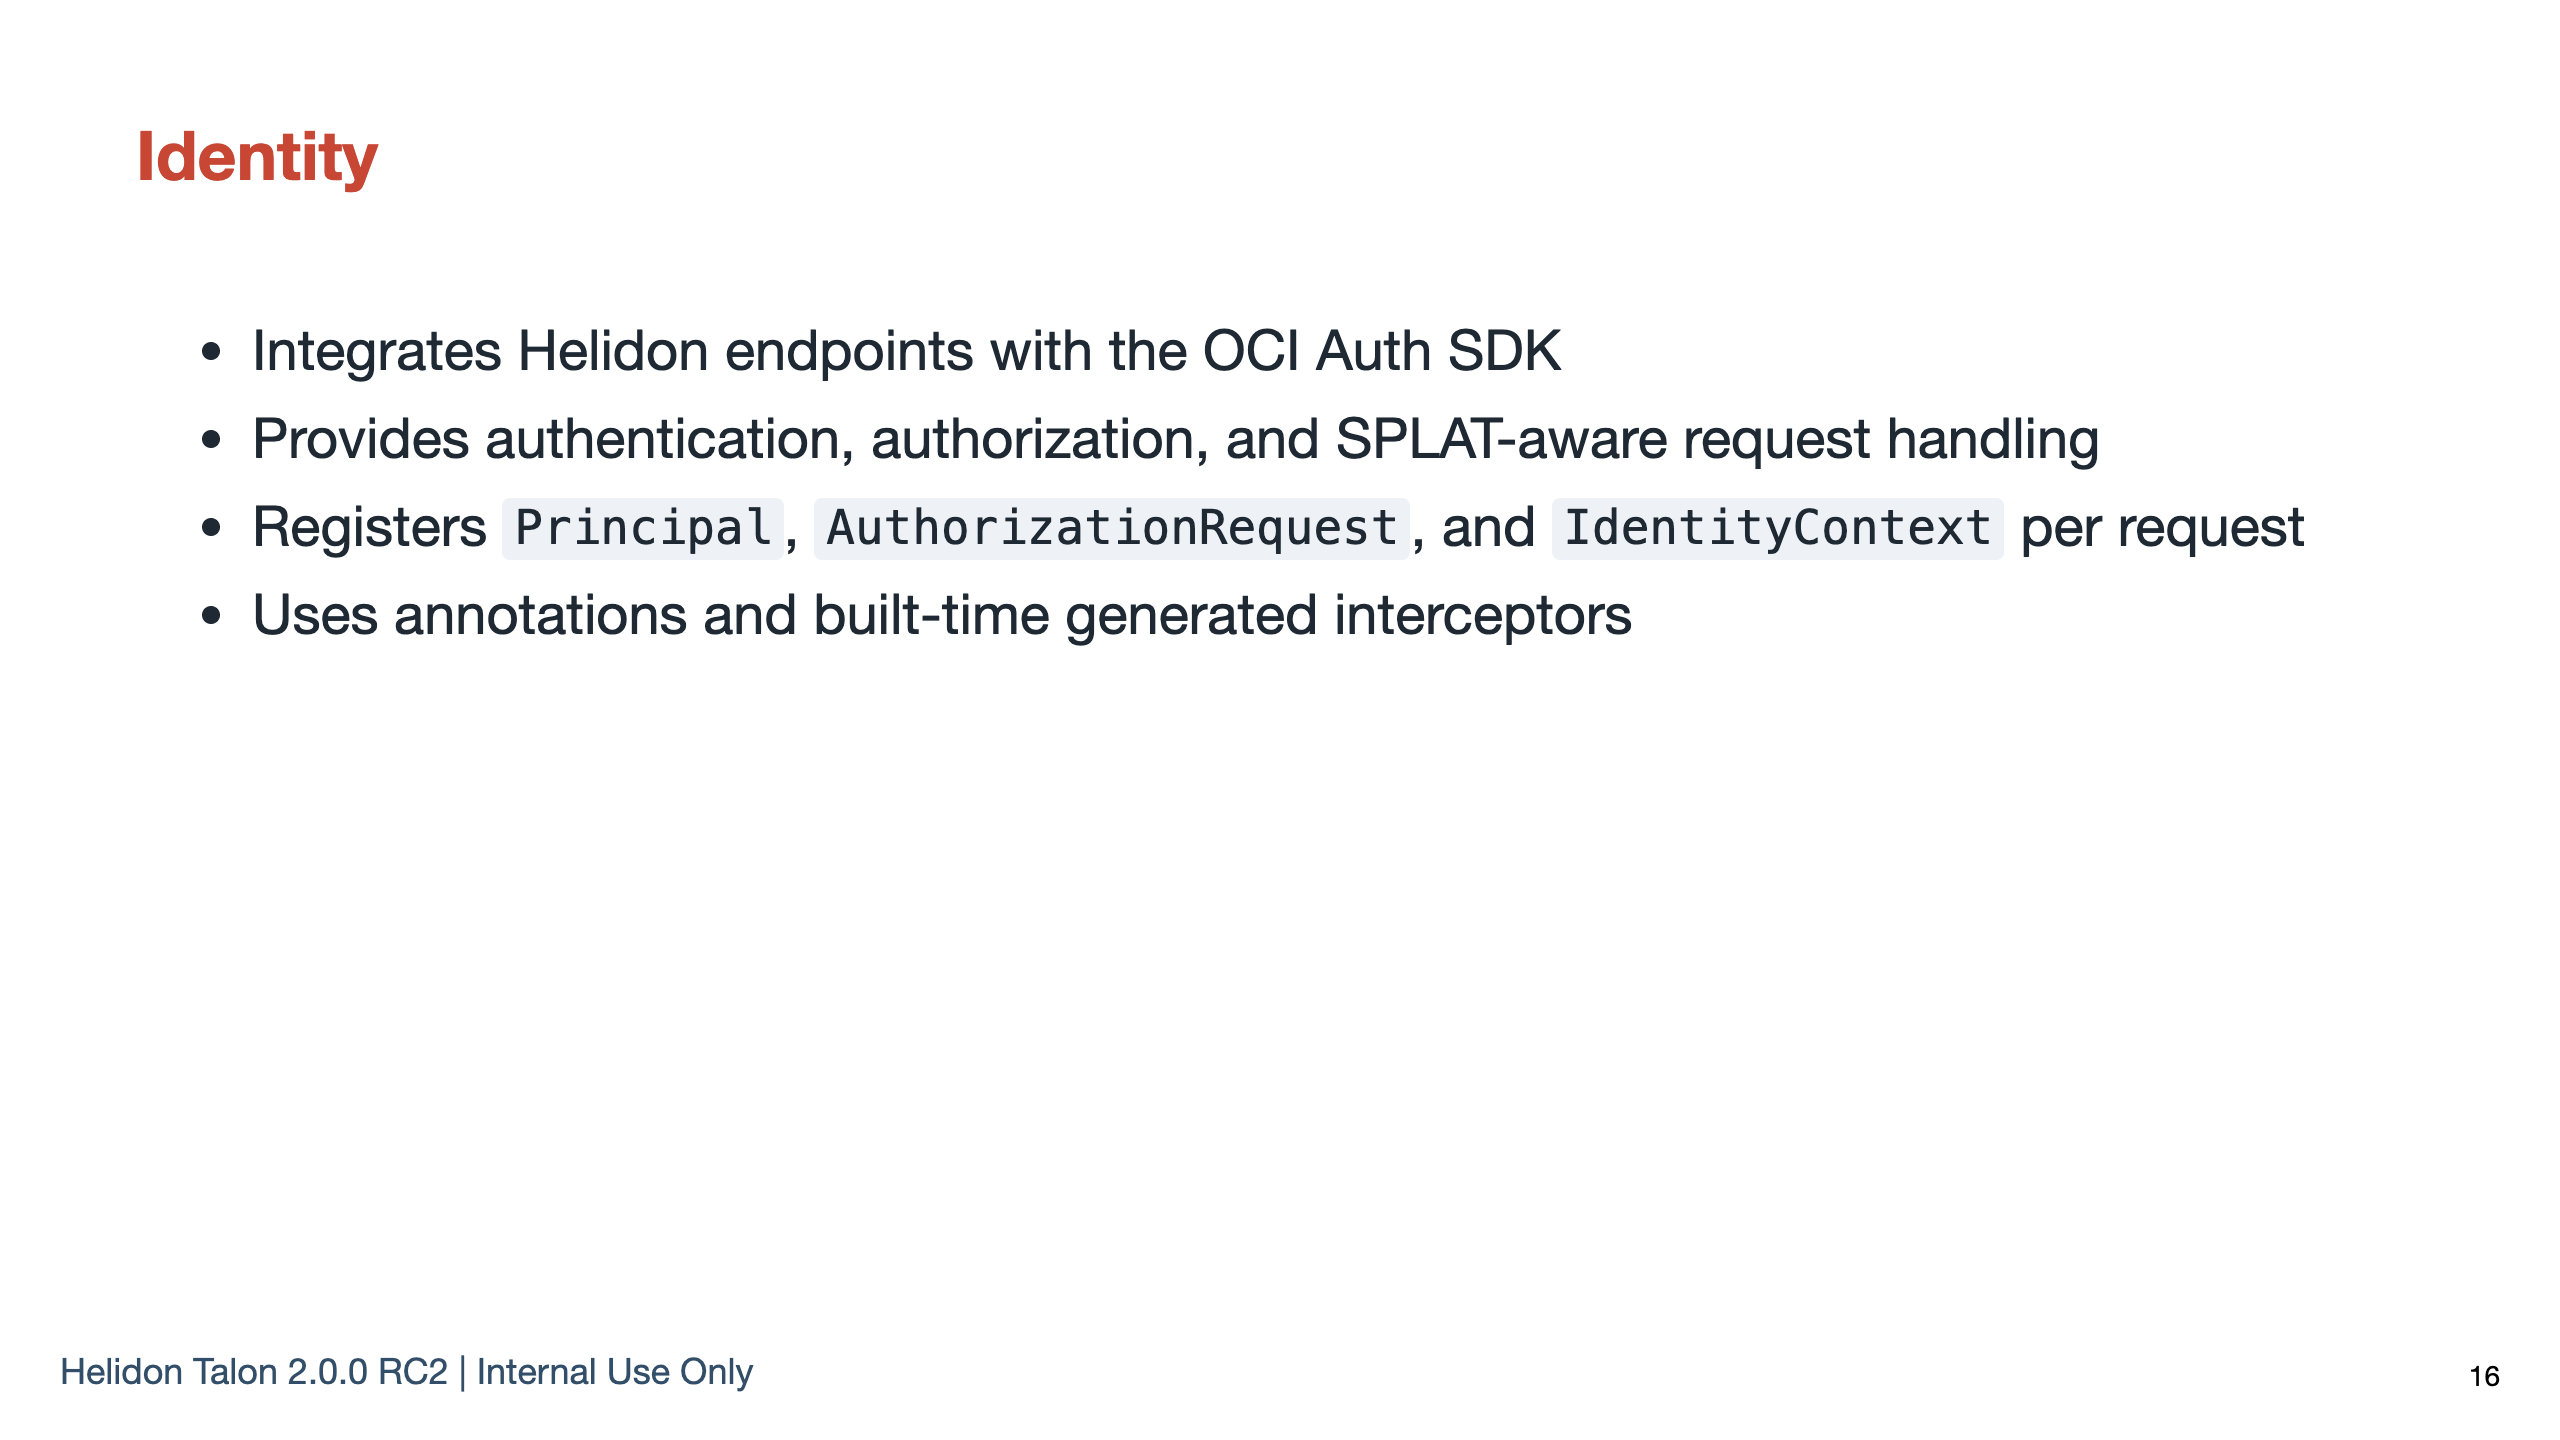 Identity
• Integrates Helidon endpoints with the OCI Auth SDK
• Provides authentication, authorization, and SPLAT-aware request handling
• Registers Principal, AuthorizationRequest, and IdentityContext per request
• Uses annotations and built-time generated interceptors
Helidon Talon 2.0.0 RC2 | Internal Use Only
16